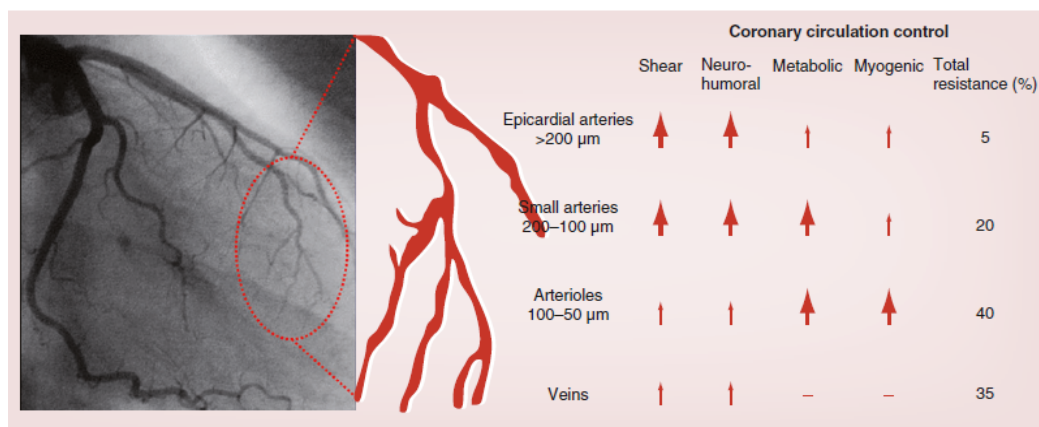 Coronary circulation control
Shear Neuro-humoral Metabolic Myogenic Total resistance (%)
Epicardial arteries
>200 µm
5
Small arteries
200–100 µm
20
Arterioles
100–50 µm
40
Veins – – 35